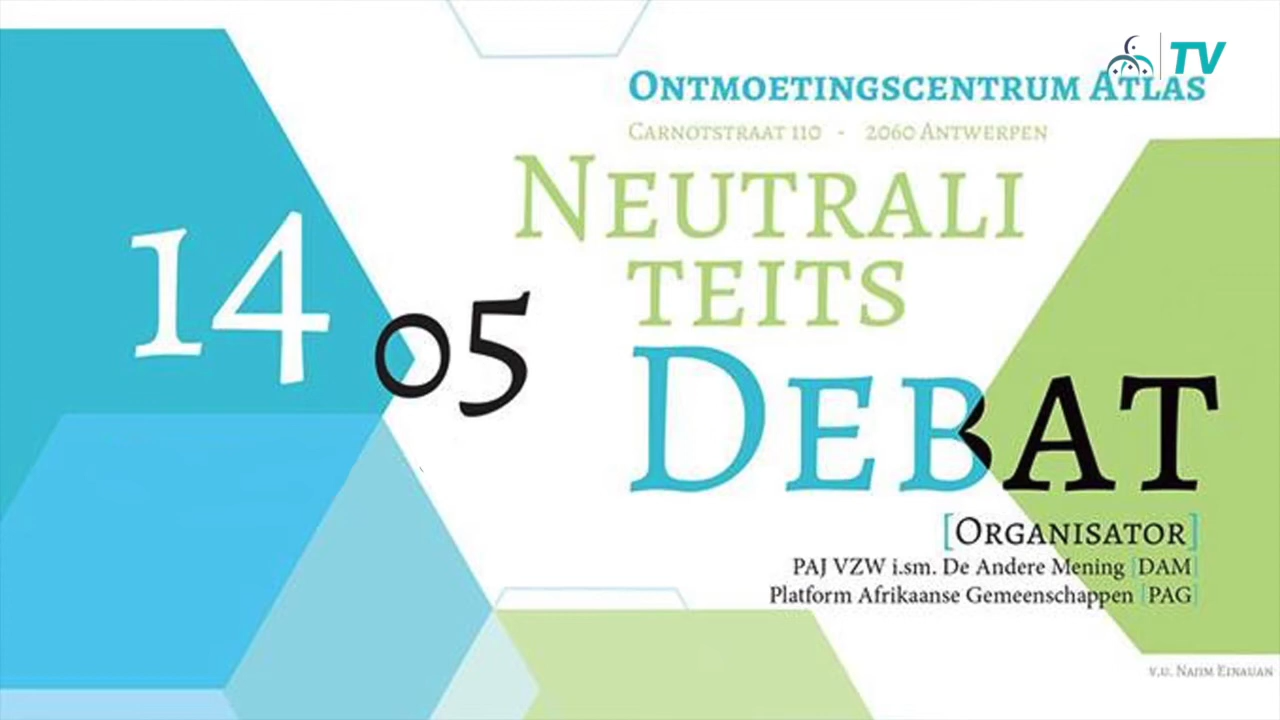 TV
Ontmoetingscentrum Atlas
Carnotstraat 110 - 2060 Antwerpen
Neutrali
teits
Debat
14
05
[Organisator]
PAJ VZW i.sm. De Andere Mening [DAM]
Platform Afrikaanse Gemeenschappen [PAG]
v.u. Najim Einauan